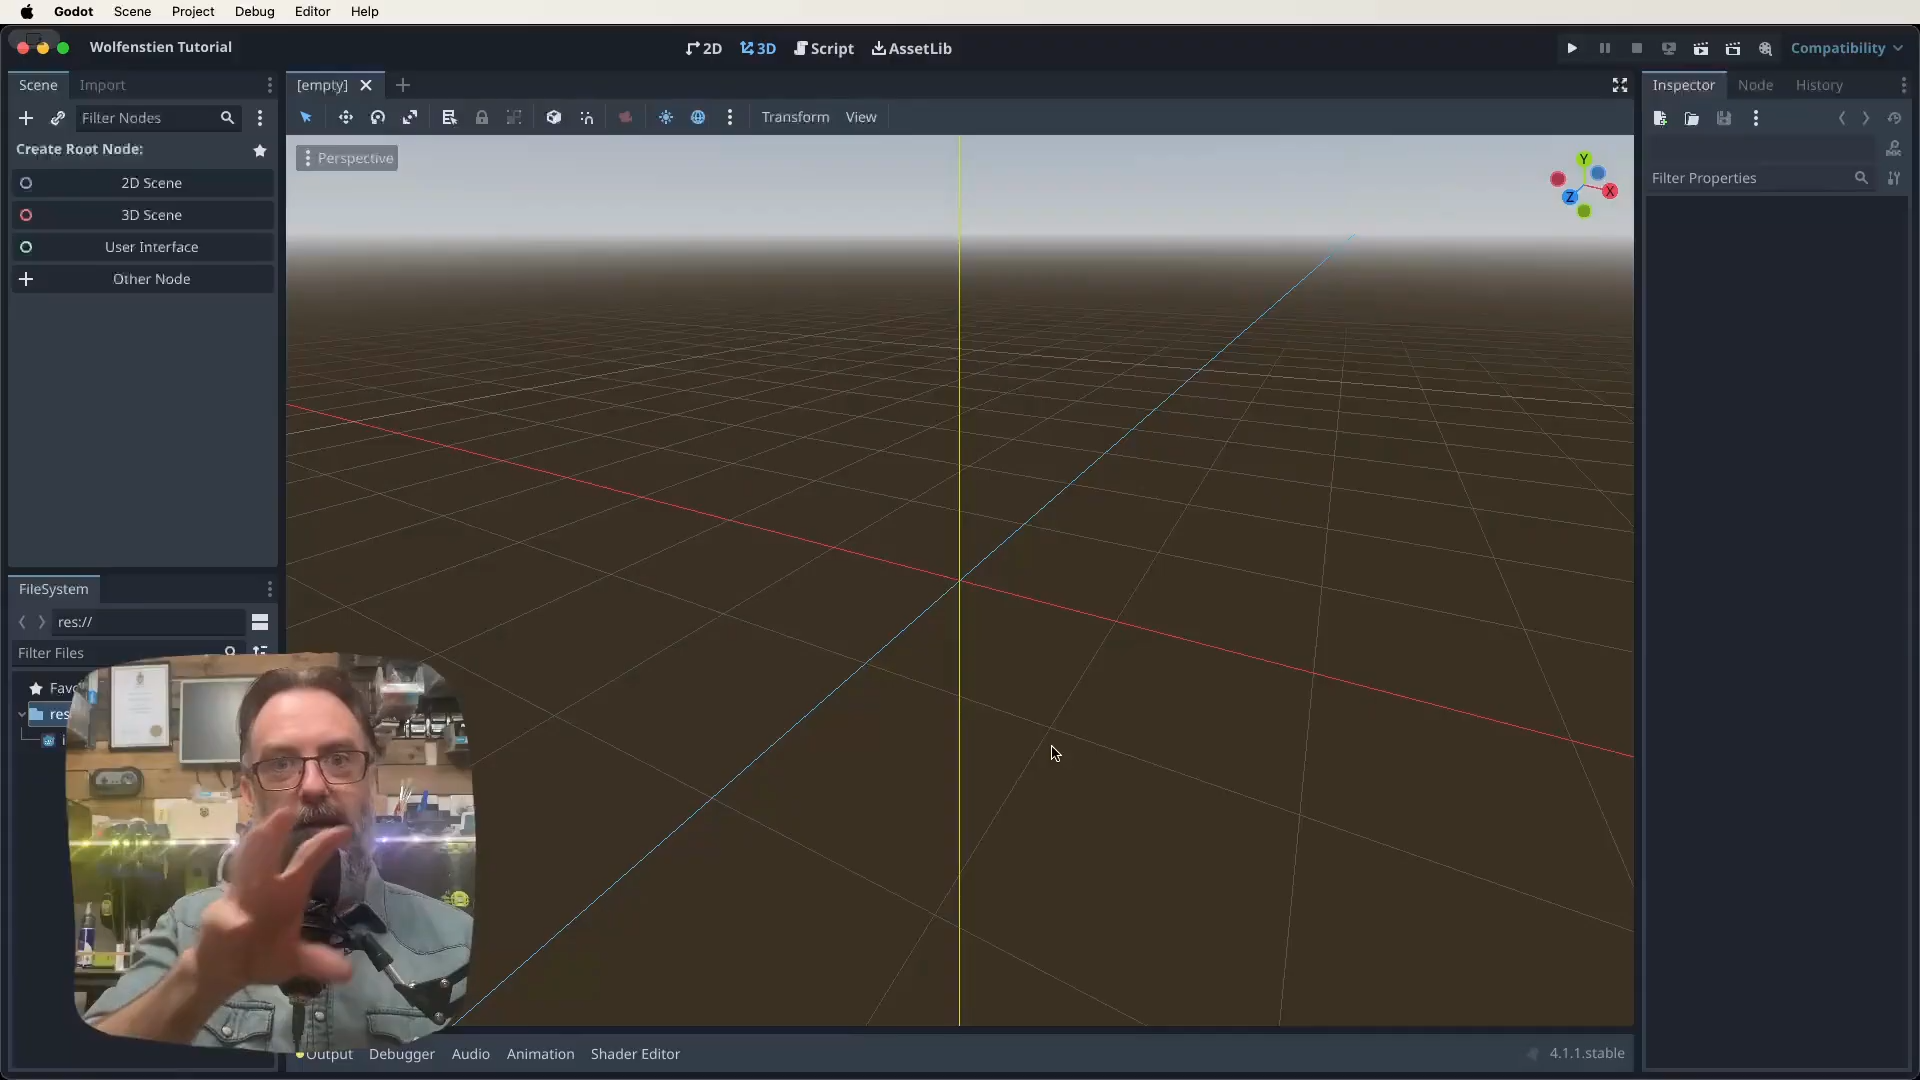 Godot Scene Project Debug Editor Help
Wolfenstien Tutorial
2D 3D Script AssetLib
Compatibility
Scene Import
[empty]
Inspector Node History
Filter Nodes
Transform View
Create Root Node:
Perspective
2D Scene
3D Scene
User Interface
Other Node
Y
X
Z
Filter Properties
FileSystem
res://
Filter Files
Favo
res
i
Output Debugger Audio Animation Shader Editor
4.1.1.stable